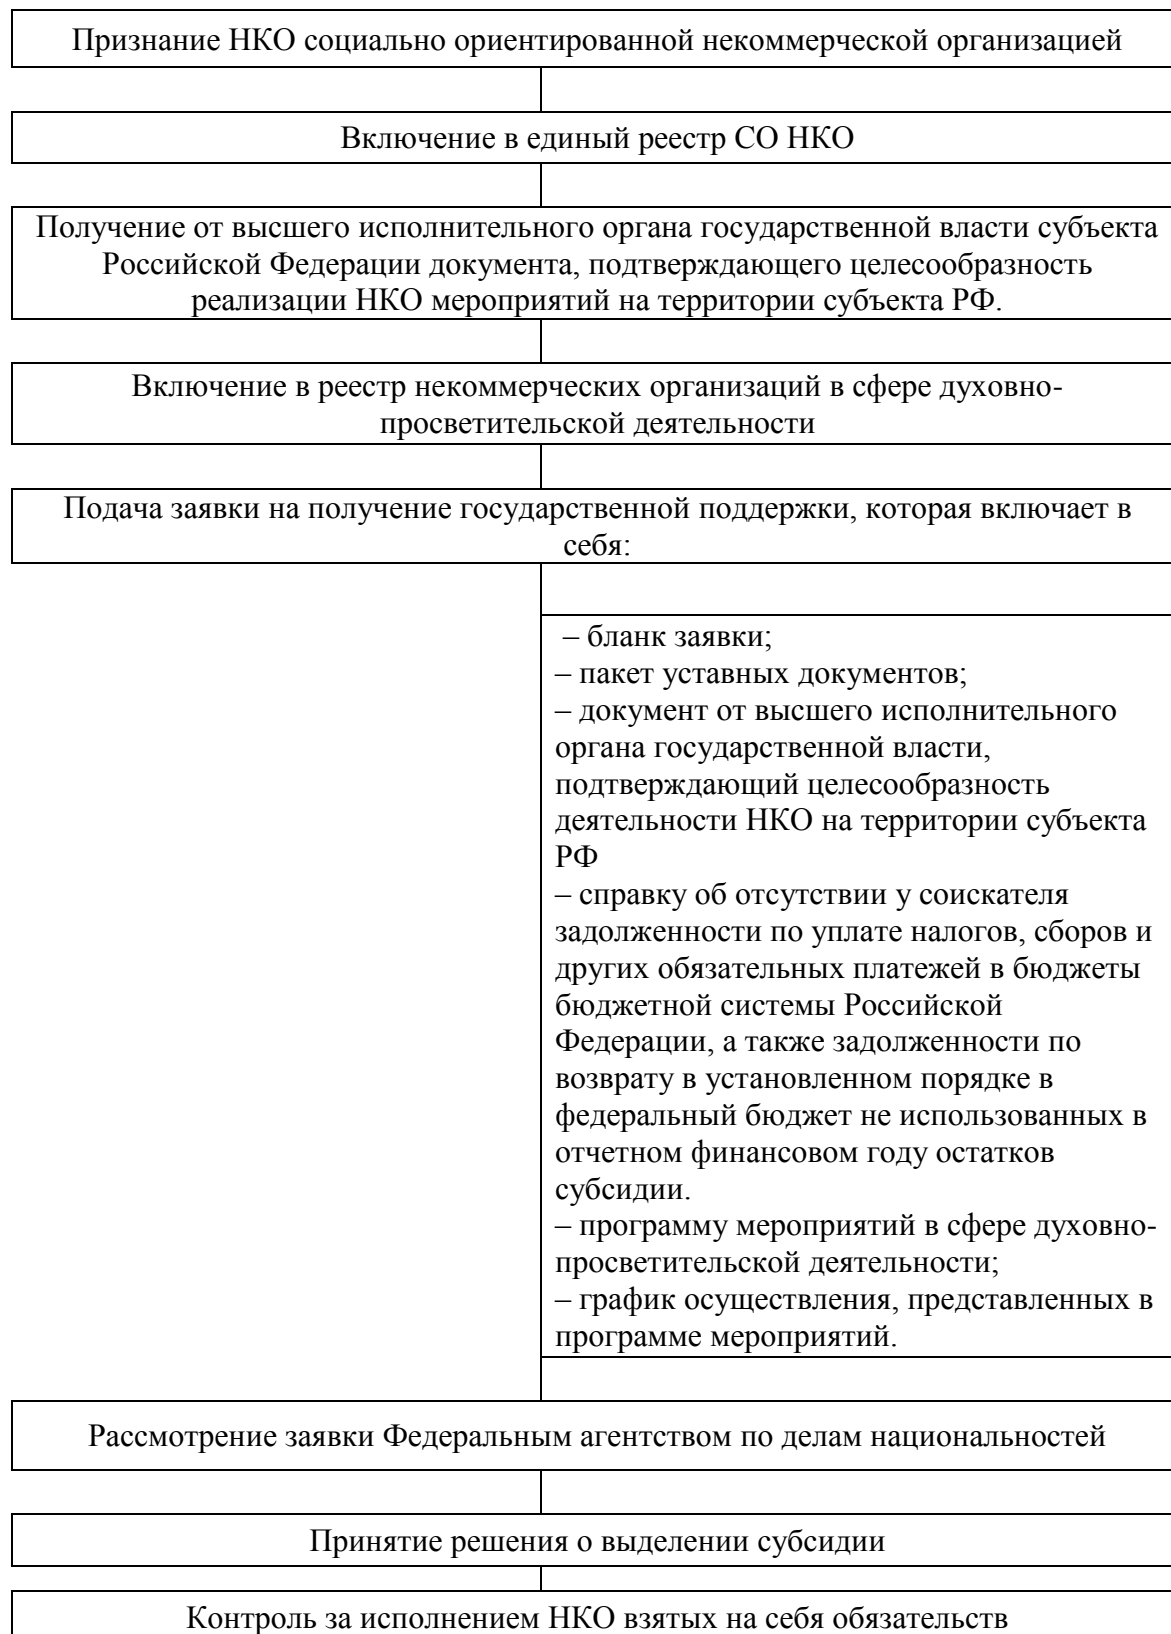 Признание НКО социально ориентированной некоммерческой организацией
Включение в единый реестр СО НКО
Получение от высшего исполнительного органа государственной власти субъекта
Российской Федерации документа, подтверждающего целесообразность
реализации НКО мероприятий на территории субъекта РФ.
Включение в реестр некоммерческих организаций в сфере духовно-
просветительской деятельности
Подача заявки на получение государственной поддержки, которая включает в
себя:
– бланк заявки;
– пакет уставных документов;
– документ от высшего исполнительного
органа государственной власти,
подтверждающий целесообразность
деятельности НКО на территории субъекта
РФ
– справку об отсутствии у соискателя
задолженности по уплате налогов, сборов и
других обязательных платежей в бюджеты
бюджетной системы Российской
Федерации, а также задолженности по
возврату в установленном порядке в
федеральный бюджет не использованных в
отчетном финансовом году остатков
субсидии.
– программу мероприятий в сфере духовно-
просветительской деятельности;
– график осуществления, представленных в
программе мероприятий.
Рассмотрение заявки Федеральным агентством по делам национальностей
Принятие решения о выделении субсидии
Контроль за исполнением НКО взятых на себя обязательств